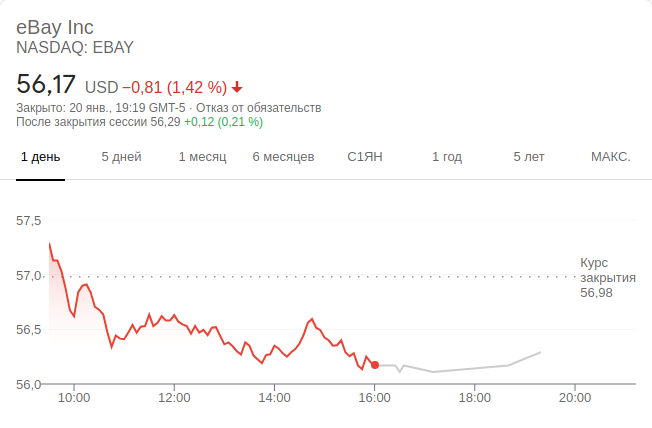 eBay Inc
NASDAQ: EBAY
56,17 USD −0,81 (1,42 %)
Закрыто: 20 янв., 19:19 GMT-5 · Отказ от обязательств
После закрытия сессии 56,29 +0,12 (0,21 %)
1 день 5 дней 1 месяц 6 месяцев С1ЯН 1 год 5 лет МАКС.
57,5
Курс
57,0 закрытия
56,98
56,5
56,0
10:00 12:00 14:00 16:00 18:00 20:00